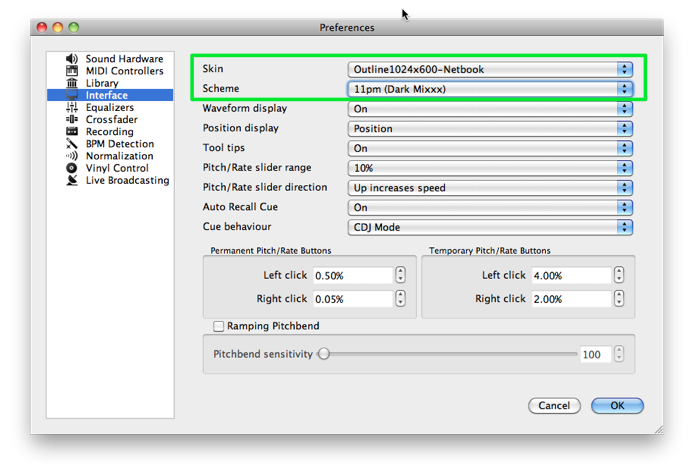 Preferences
Sound Hardware
MIDI Controllers
Library
Interface
Equalizers
Crossfader
Recording
BPM Detection
Normalization
Vinyl Control
Live Broadcasting
Skin Outline1024x600-Netbook
Scheme 11pm (Dark Mixxx)
Waveform display On
Position display Position
Tool tips On
Pitch/Rate slider range 10%
Pitch/Rate slider direction Up increases speed
Auto Recall Cue On
Cue behaviour CDJ Mode
Permanent Pitch/Rate Buttons
Left click 0.50%
Right click 0.05%
Temporary Pitch/Rate Buttons
Left click 4.00%
Right click 2.00%
Ramping Pitchbend
Pitchbend sensitivity 100
Cancel OK